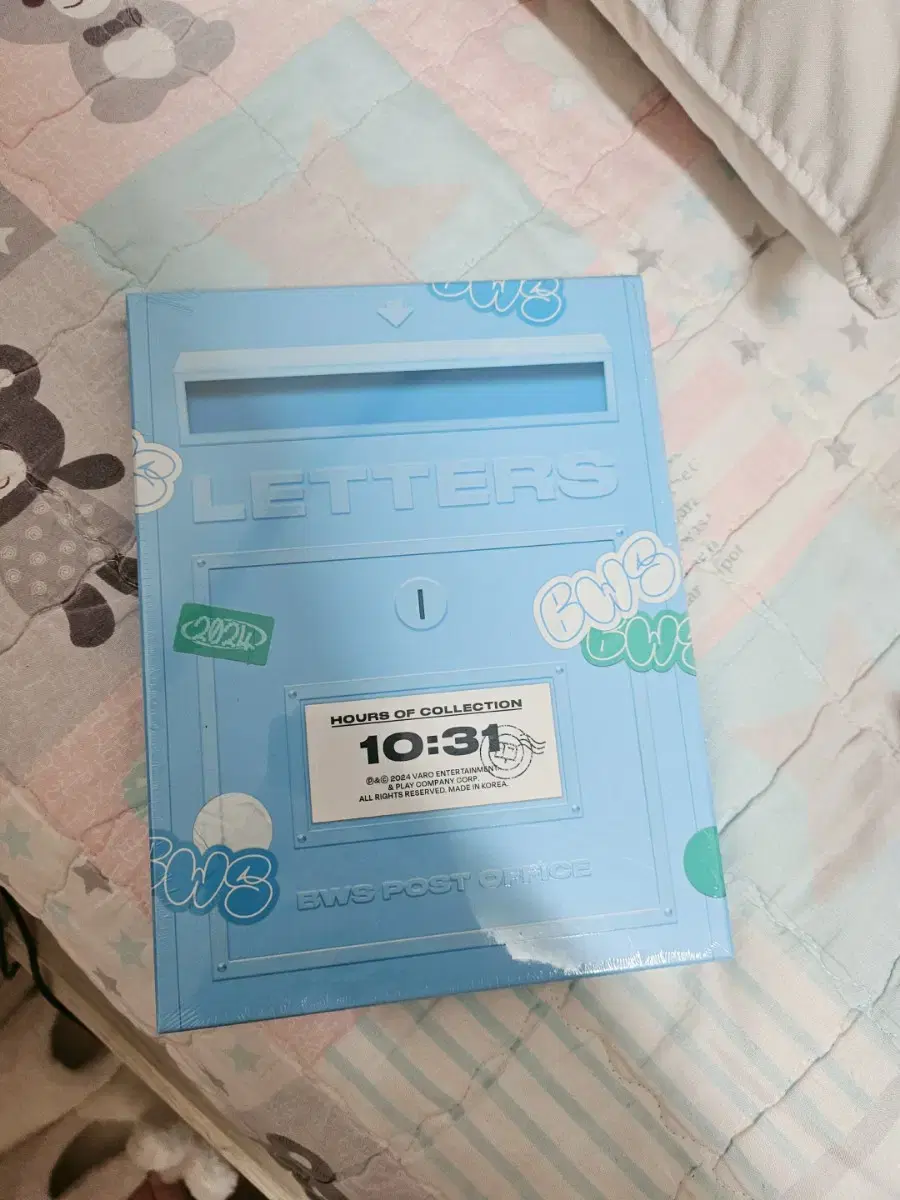 BWS
LETTERS
BWS
BWS
2024
HOURS OF COLLECTION
10:31
℗&© 2024 VARO ENTERTAINMENT
& PLAY COMPANY CORP.
ALL RIGHTS RESERVED. MADE IN KOREA.
BWS
BWS POST OFFICE